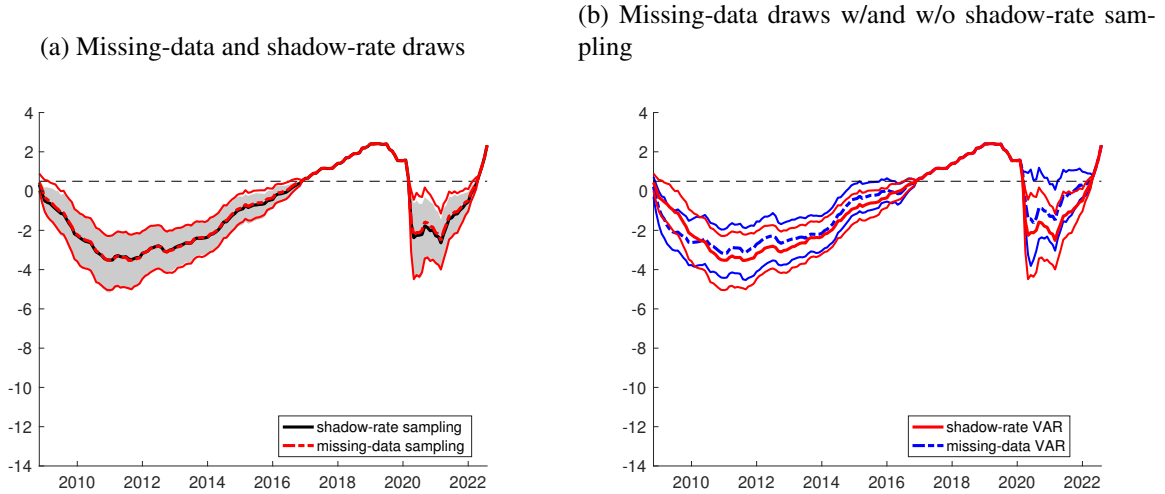 (a) Missing-data and shadow-rate draws
(b) Missing-data draws w/and w/o shadow-rate sam-
pling
4
2
0
-2
-4
-6
-8
-10
-12
-14
2010 2012 2014 2016 2018 2020 2022
shadow-rate sampling
missing-data sampling
4
2
0
-2
-4
-6
-8
-10
-12
-14
2010 2012 2014 2016 2018 2020 2022
shadow-rate VAR
missing-data VAR